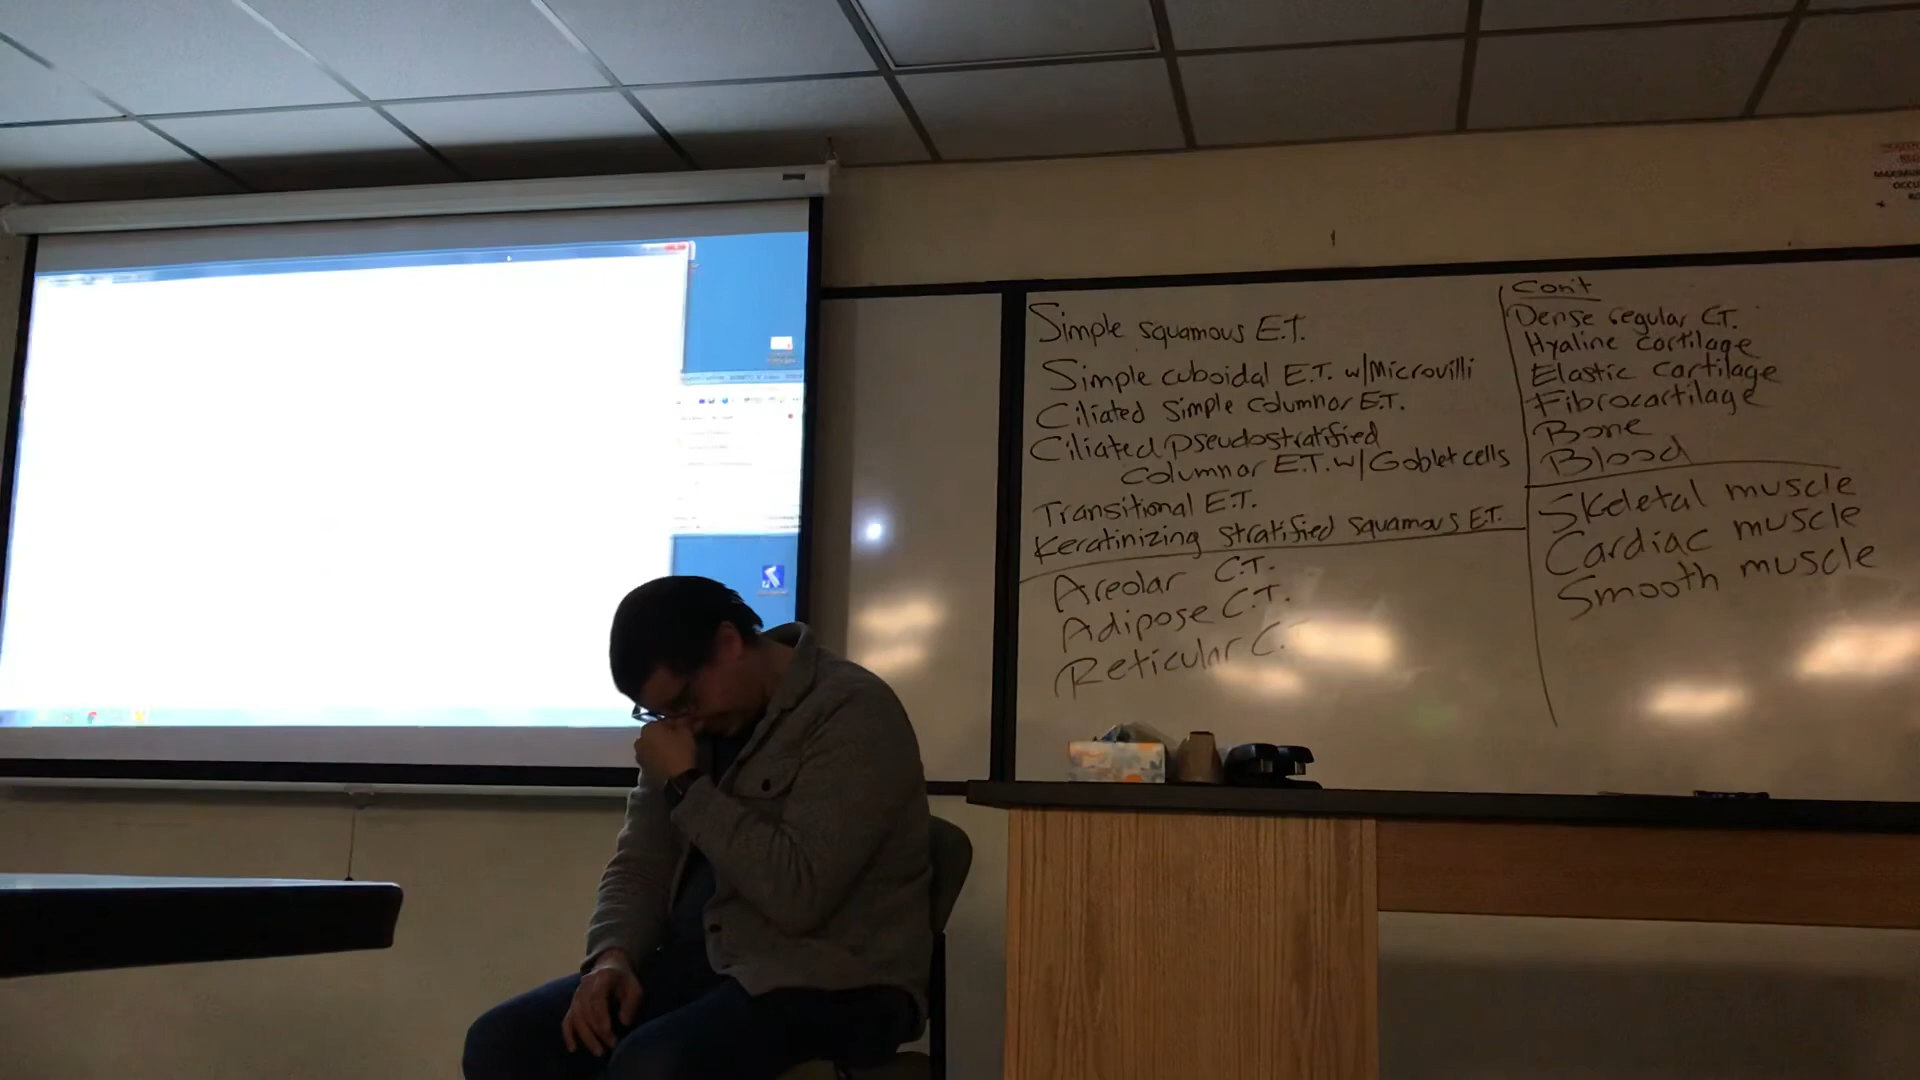 Simple squamous E.T.
Simple cuboidal E.T. w/Microvilli
Ciliated simple columnar E.T.
Ciliated pseudostratified
columnar E.T. w/Goblet cells
Transitional E.T.
Keratinizing stratified squamous E.T.
Areolar C.T.
Adipose C.T.
Reticular C.
Con't
Dense regular C.T.
Hyaline cartilage
Elastic cartilage
Fibrocartilage
Bone
Blood
Skeletal muscle
Cardiac muscle
Smooth muscle